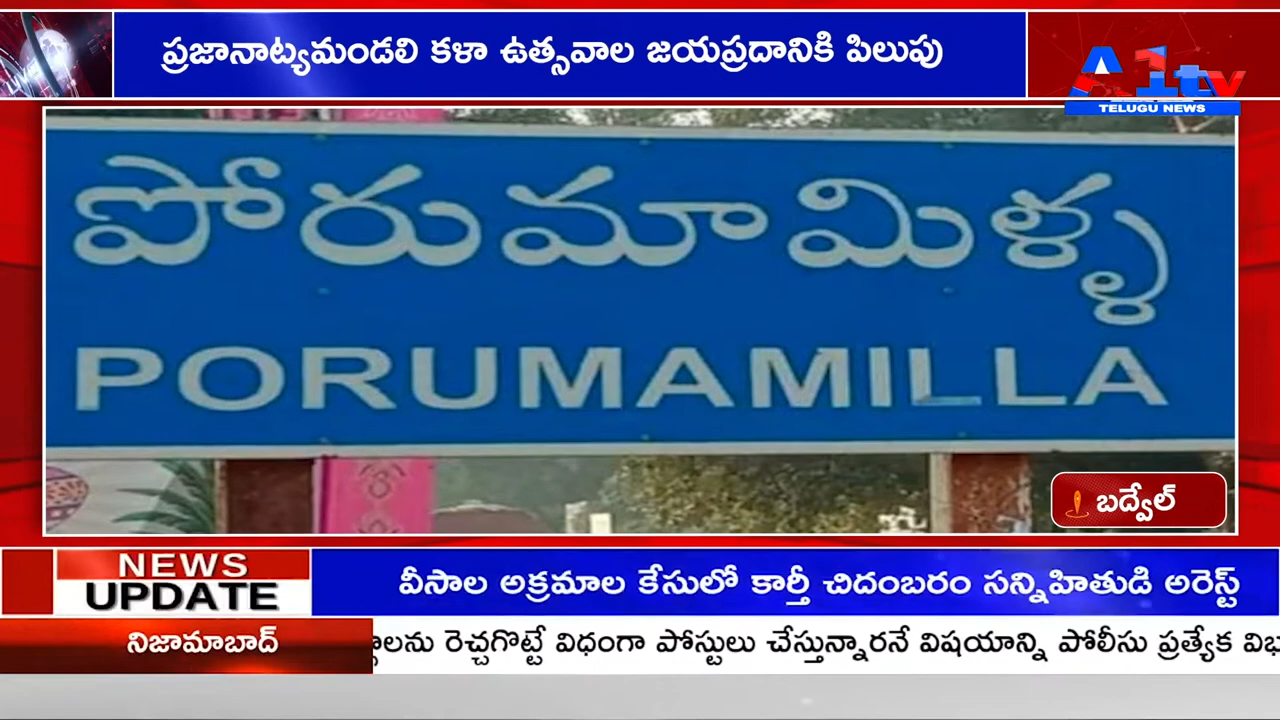 ప్రజానాట్యమండలి కళా ఉత్సవాల జయప్రదానికి పిలుపు
A1tv
TELUGU NEWS
పోరుమామిళ్ళ
PORUMAMILLA
బద్వేల్
NEWS
UPDATE
వీసాల అక్రమాల కేసులో కార్తీ చిదంబరం సన్నిహితుడి అరెస్ట్
నిజామాబాద్
రెచ్చగొట్టే విధంగా పోస్టులు చేస్తున్నారనే విషయాన్ని పోలీసు ప్రత్యేక